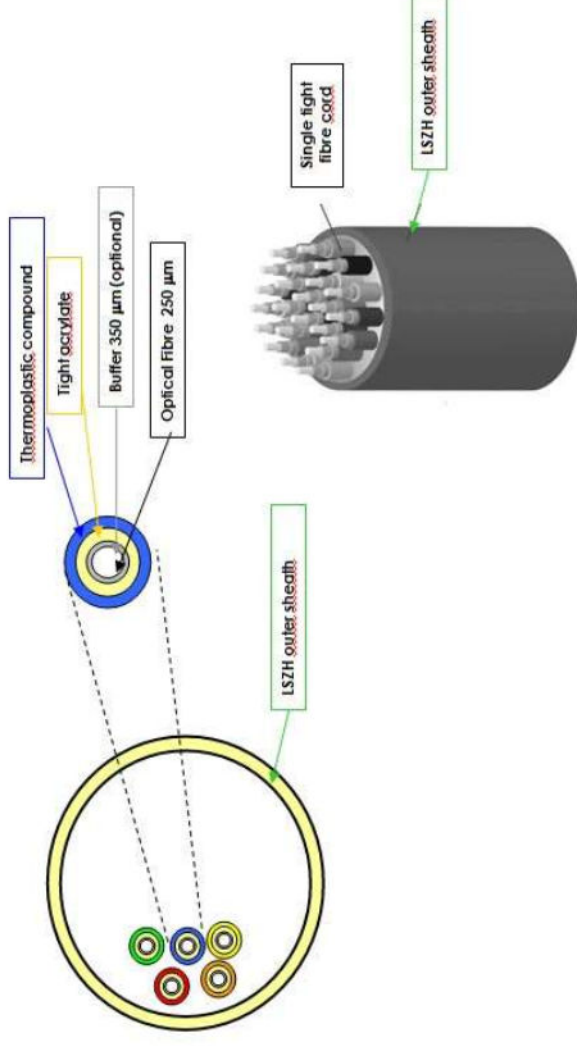 Thermoplastic compound
Tight acrylate
Buffer 350 µm (optional)
Optical Fibre 250 µm
LSZH outer sheath
Single tight
fibre cord
LSZH outer sheath